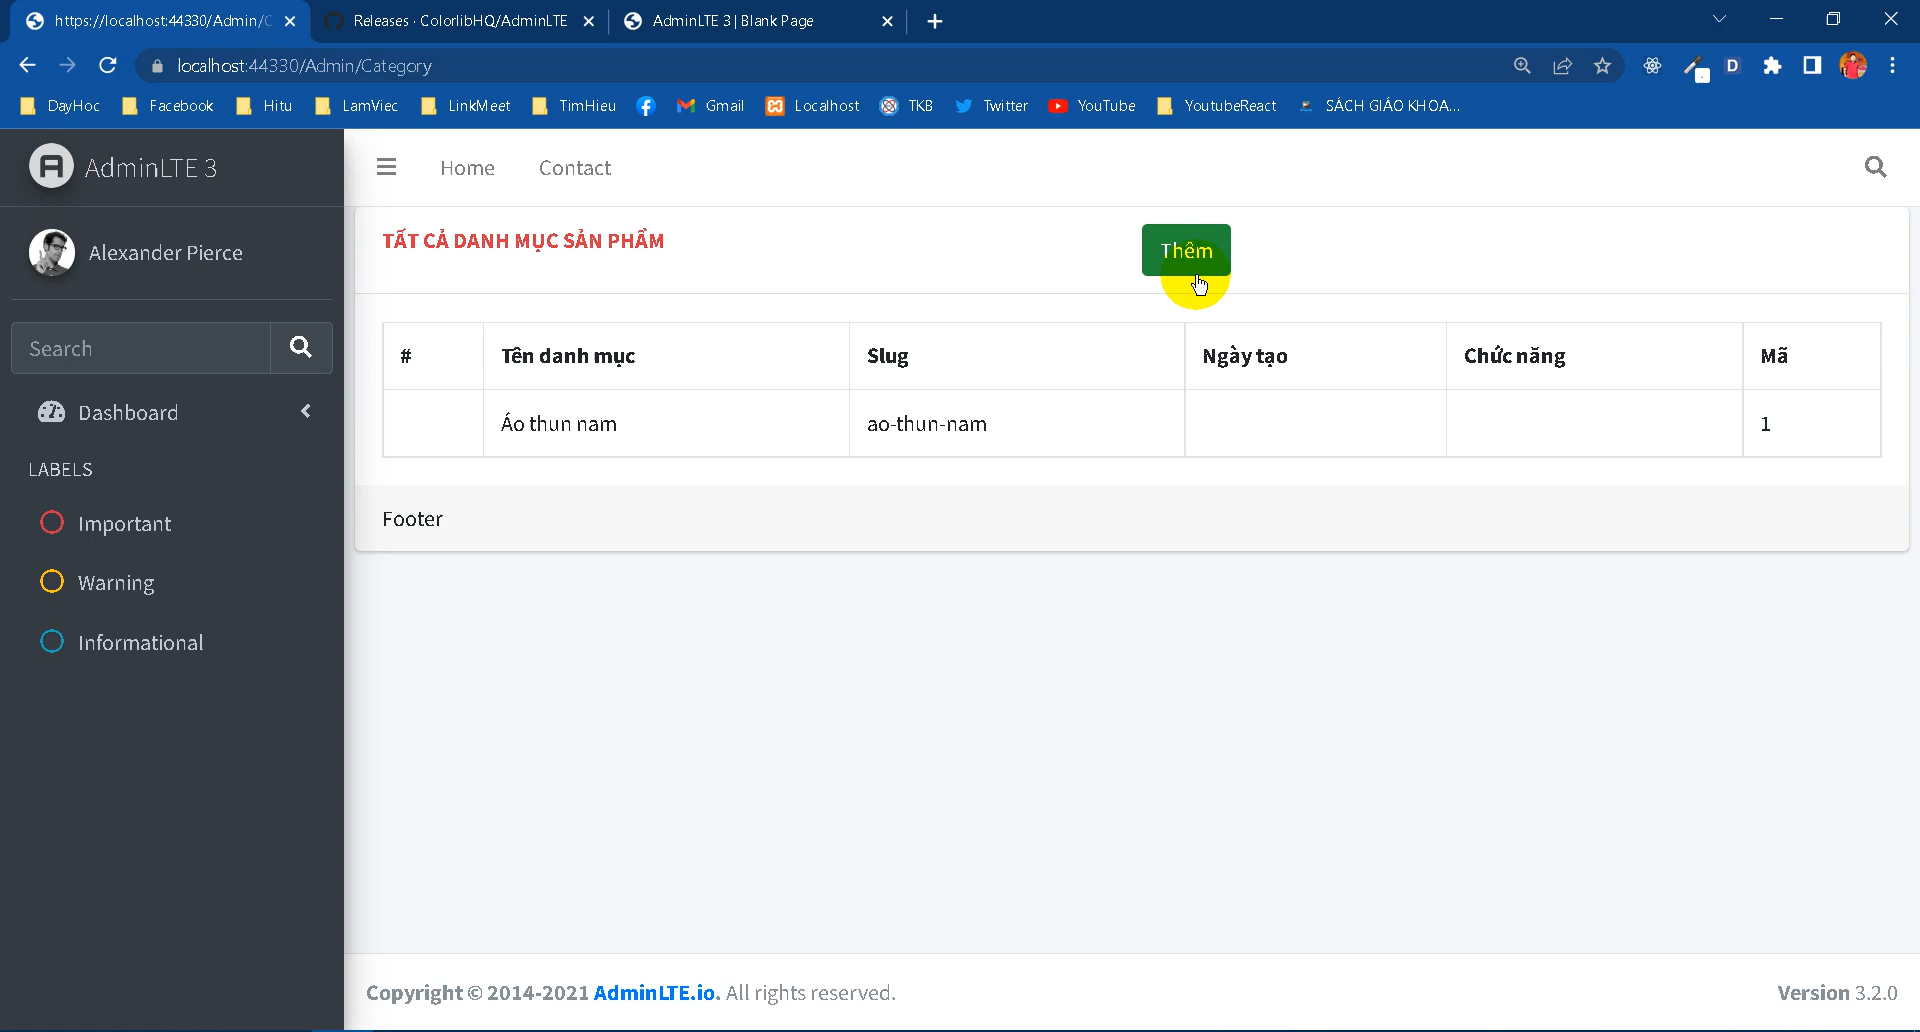 https://localhost:44330/Admin/C
Releases · ColorlibHQ/AdminLTE
AdminLTE 3 | Blank Page
localhost:44330/Admin/Category
DayHoc
Facebook
Hitu
LamViec
LinkMeet
TimHieu
Gmail
Localhost
TKB
Twitter
YouTube
YoutubeReact
SÁCH GIÁO KHOA...
AdminLTE 3
Home
Contact
Alexander Pierce
Search
Dashboard
LABELS
Important
Warning
Informational
TẤT CẢ DANH MỤC SẢN PHẨM
Thêm
# Tên danh mục Slug Ngày tạo Chức năng Mã
Áo thun nam ao-thun-nam 1
Footer
Copyright © 2014-2021 AdminLTE.io. All rights reserved.
Version 3.2.0